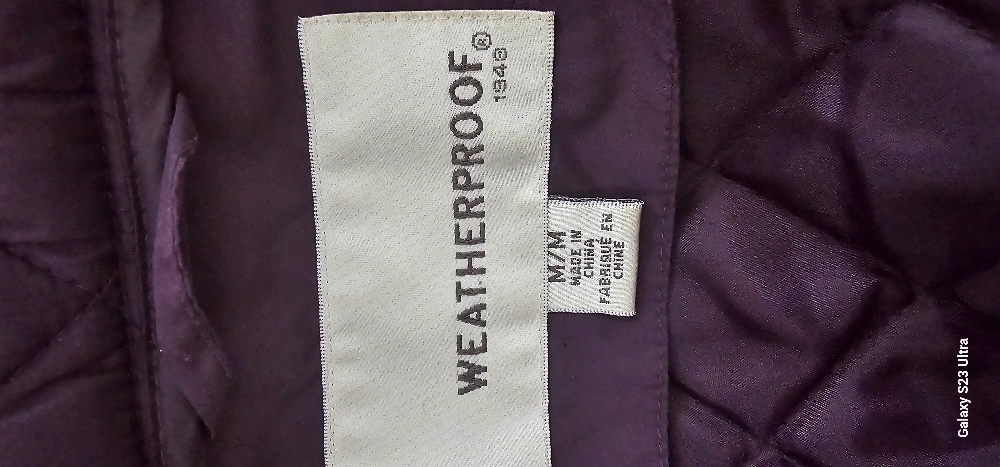 WEATHERPROOF®
1948
M/M
MADE IN
CHINA
FABRIQUÉ EN
CHINE
Galaxy S23 Ultra